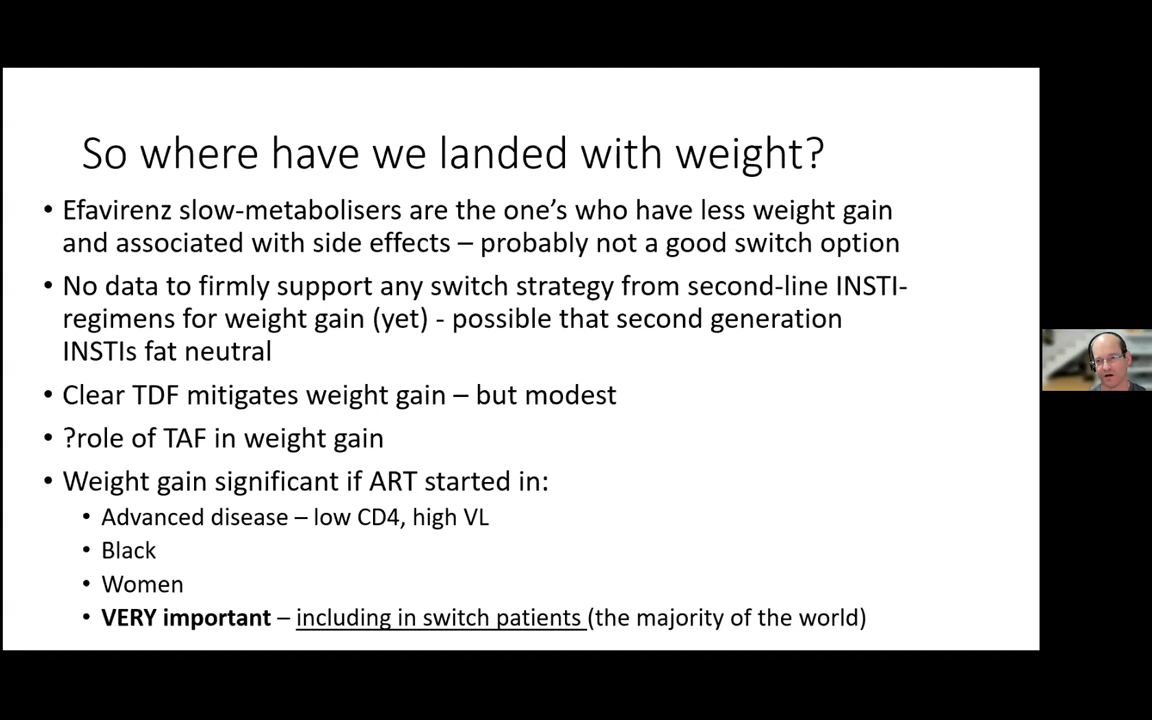 So where have we landed with weight?
• Efavirenz slow-metabolisers are the one's who have less weight gain
and associated with side effects – probably not a good switch option
• No data to firmly support any switch strategy from second-line INSTI-
regimens for weight gain (yet) - possible that second generation
INSTIs fat neutral
• Clear TDF mitigates weight gain – but modest
• ?role of TAF in weight gain
• Weight gain significant if ART started in:
• Advanced disease – low CD4, high VL
• Black
• Women
• VERY important – including in switch patients (the majority of the world)